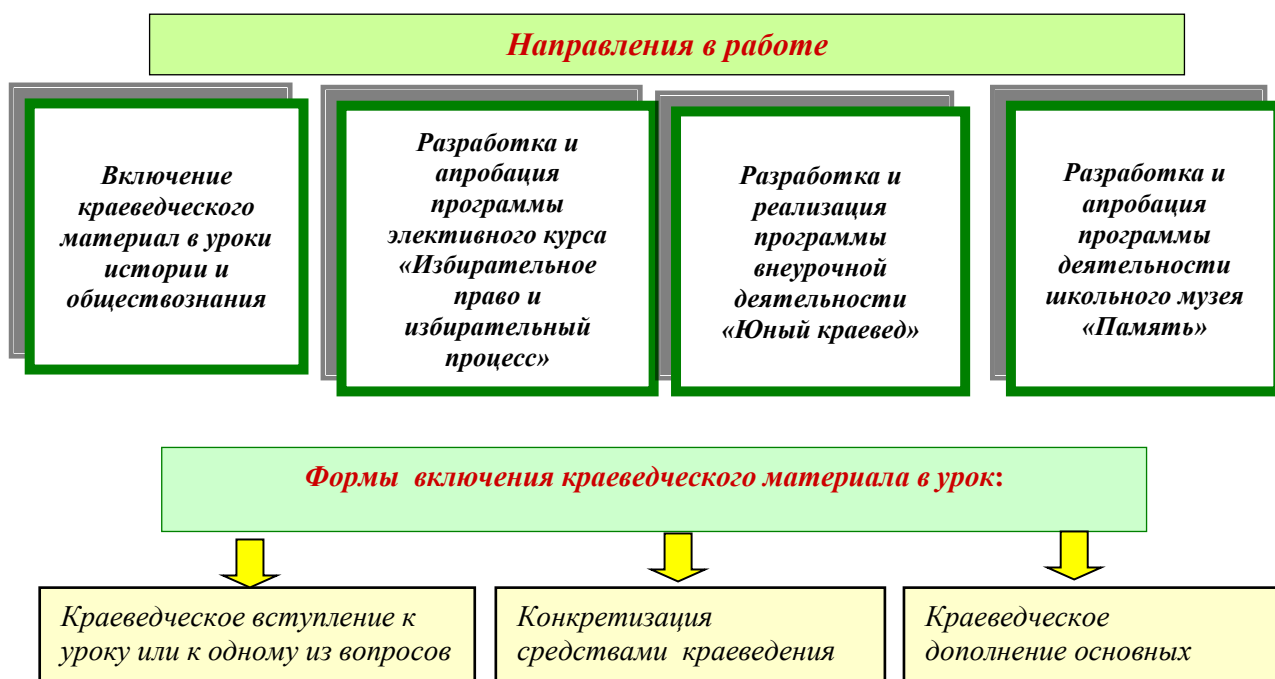 Направления в работе
Включение
краеведческого
материал в уроки
истории и
обществознания
Разработка и
апробация
программы
элективного курса
«Избирательное
право и
избирательный
процесс»
Разработка и
реализация
программы
внеурочной
деятельности
«Юный краевед»
Разработка и
апробация
программы
деятельности
школьного музея
«Память»
Формы включения краеведческого материала в урок:
Краеведческое вступление к
уроку или к одному из вопросов
Конкретизация
средствами краеведения
Краеведческое
дополнение основных